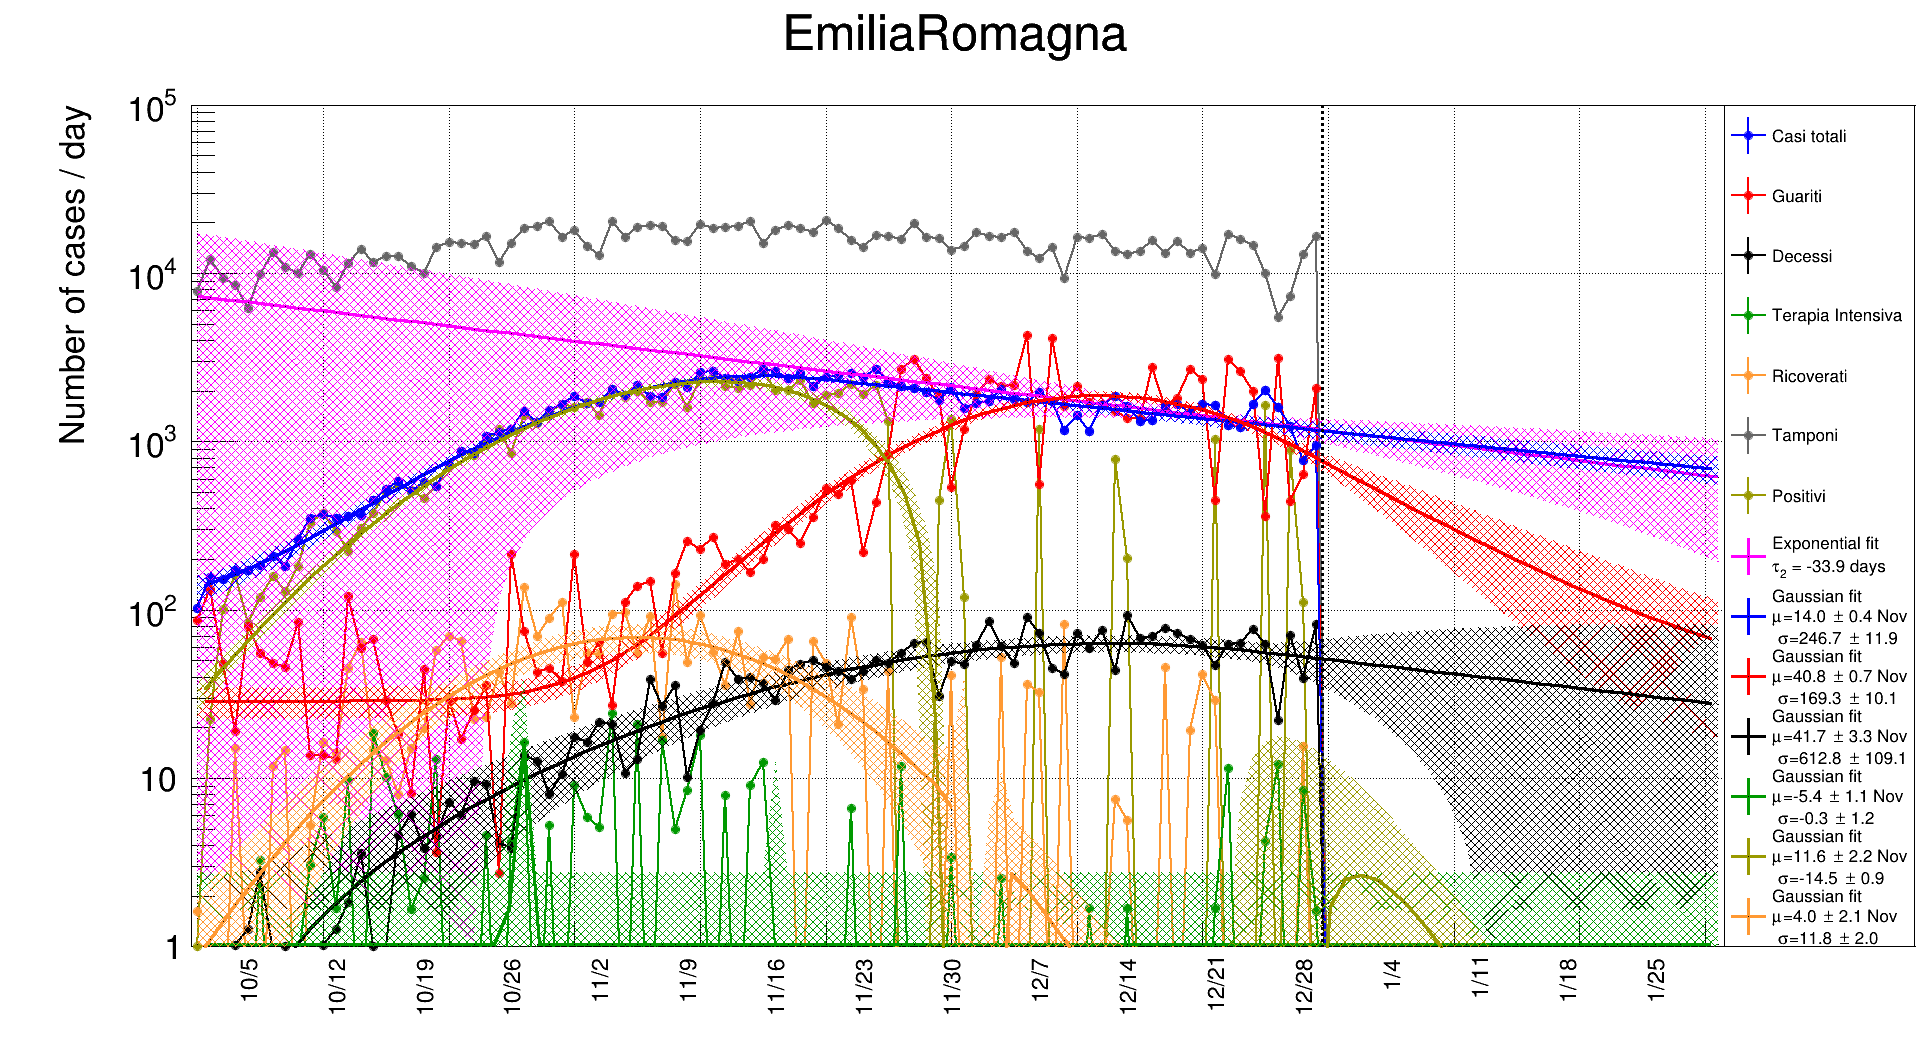 EmiliaRomagna
Number of cases / day
10^5
10^4
10^3
10^2
10
1
10/5
10/12
10/19
10/26
11/2
11/9
11/16
11/23
11/30
12/7
12/14
12/21
12/28
1/4
1/11
1/18
1/25
Casi totali
Guariti
Decessi
Terapia Intensiva
Ricoverati
Tamponi
Positivi
Exponential fit
τ₂ = -33.9 days
Gaussian fit
μ=14.0 ± 0.4 Nov
σ=246.7 ± 11.9
Gaussian fit
μ=40.8 ± 0.7 Nov
σ=169.3 ± 10.1
Gaussian fit
μ=41.7 ± 3.3 Nov
σ=612.8 ± 109.1
Gaussian fit
μ=-5.4 ± 1.1 Nov
σ=-0.3 ± 1.2
Gaussian fit
μ=11.6 ± 2.2 Nov
σ=-14.5 ± 0.9
Gaussian fit
μ=4.0 ± 2.1 Nov
σ=11.8 ± 2.0